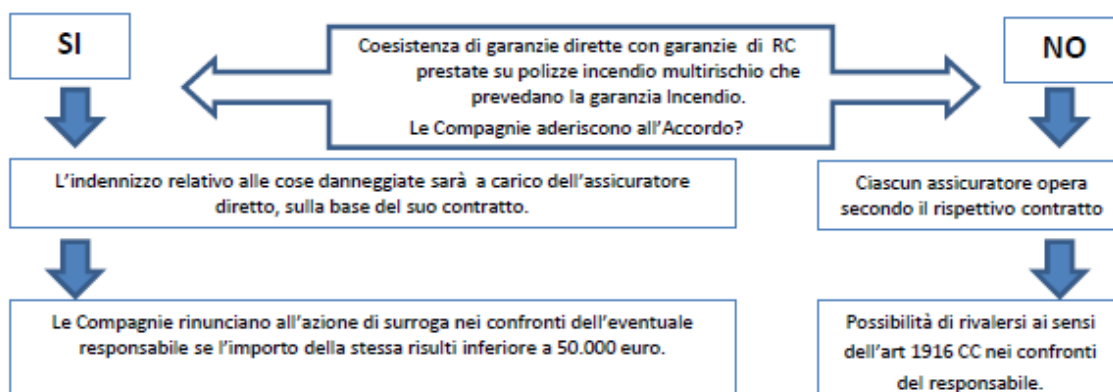 SI
Coesistenza di garanzie dirette con garanzie di RC
prestate su polizze incendio multirischio che
prevedano la garanzia Incendio.
Le Compagnie aderiscono all'Accordo?
NO
L'indennizzo relativo alle cose danneggiate sarà a carico dell'assicuratore
diretto, sulla base del suo contratto.
Ciascun assicuratore opera
secondo il rispettivo contratto
Le Compagnie rinunciano all'azione di surroga nei confronti dell'eventuale
responsabile se l'importo della stessa risulti inferiore a 50.000 euro.
Possibilità di rivalersi ai sensi
dell'art 1916 CC nei confronti
del responsabile.